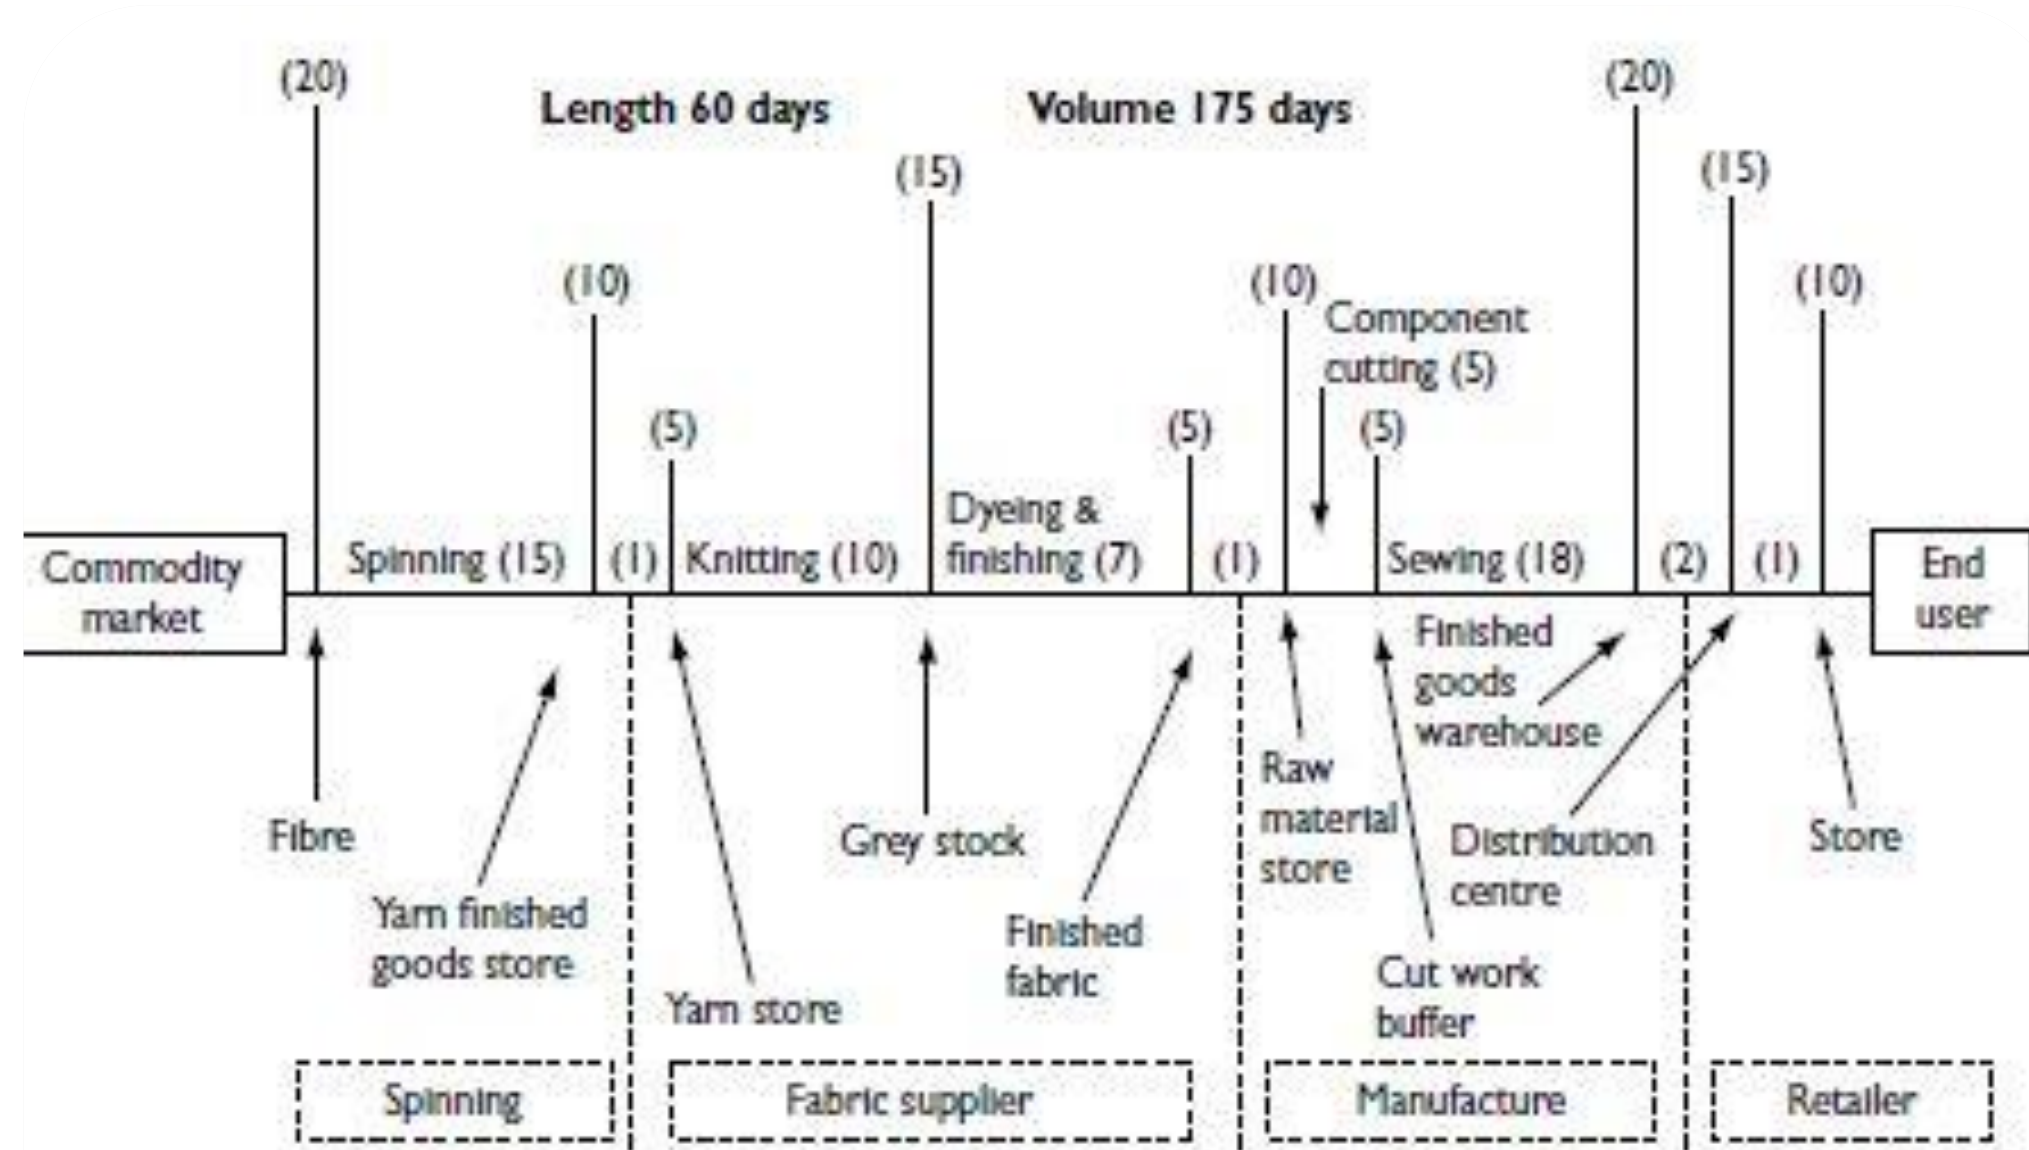 (20)
Length 60 days
Volume 175 days
(20)
(15)
(15)
(10)
(10)
Component
cutting (5)
(10)
(5)
(5)
(5)
Commodity
market
Spinning (15)
(1)
Knitting (10)
Dyeing &
finishing (7)
(1)
Sewing (18)
(2)
(1)
End
user
Fibre
Yarn finished
goods store
Yarn store
Grey stock
Finished
fabric
Raw
material
store
Cut work
buffer
Finished
goods
warehouse
Distribution
centre
Store
Spinning
Fabric supplier
Manufacture
Retailer